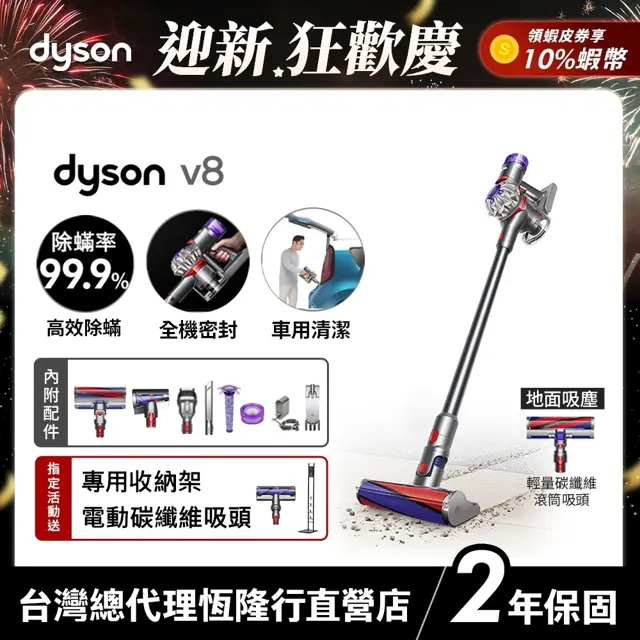 dyson
迎新.狂歡慶
領蝦皮券享
S
10%蝦幣
dyson v8
除蟎率
99.9%
高效除蟎
全機密封
車用清潔
內附配件
指定活動送
專用收納架
電動碳纖維吸頭
地面吸塵
輕量碳纖維
滾筒吸頭
台灣總代理恆隆行直營店
2年保固